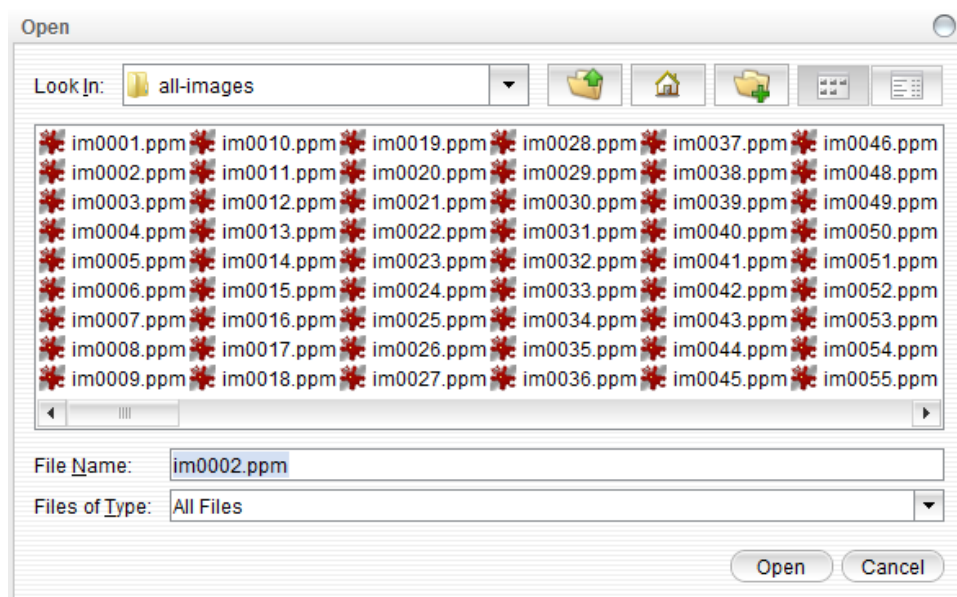 Open
Look In: all-images
im0001.ppm im0010.ppm im0019.ppm im0028.ppm im0037.ppm im0046.ppm
im0002.ppm im0011.ppm im0020.ppm im0029.ppm im0038.ppm im0048.ppm
im0003.ppm im0012.ppm im0021.ppm im0030.ppm im0039.ppm im0049.ppm
im0004.ppm im0013.ppm im0022.ppm im0031.ppm im0040.ppm im0050.ppm
im0005.ppm im0014.ppm im0023.ppm im0032.ppm im0041.ppm im0051.ppm
im0006.ppm im0015.ppm im0024.ppm im0033.ppm im0042.ppm im0052.ppm
im0007.ppm im0016.ppm im0025.ppm im0034.ppm im0043.ppm im0053.ppm
im0008.ppm im0017.ppm im0026.ppm im0035.ppm im0044.ppm im0054.ppm
im0009.ppm im0018.ppm im0027.ppm im0036.ppm im0045.ppm im0055.ppm
File Name: im0002.ppm
Files of Type: All Files
Open Cancel